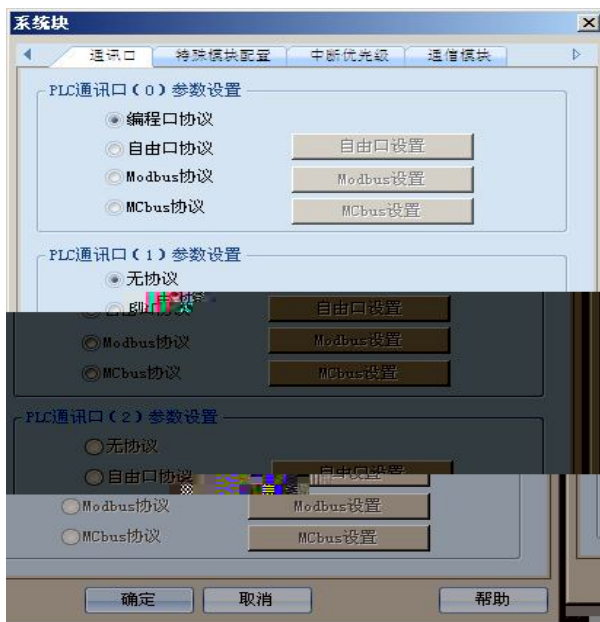 系统块
通讯口 特殊模块配置 中断优先级 通信模块
PLC通讯口(0)参数设置
编程口协议
自由口协议 自由口设置
Modbus协议 Modbus设置
MCbus协议 MCbus设置
PLC通讯口(1)参数设置
无协议
自由口设置
Modbus协议 Modbus设置
MCbus协议 MCbus设置
PLC通讯口(2)参数设置
无协议
自由口协议 自由口设置
Modbus协议 Modbus设置
MCbus协议 MCbus设置
确定 取消 帮助